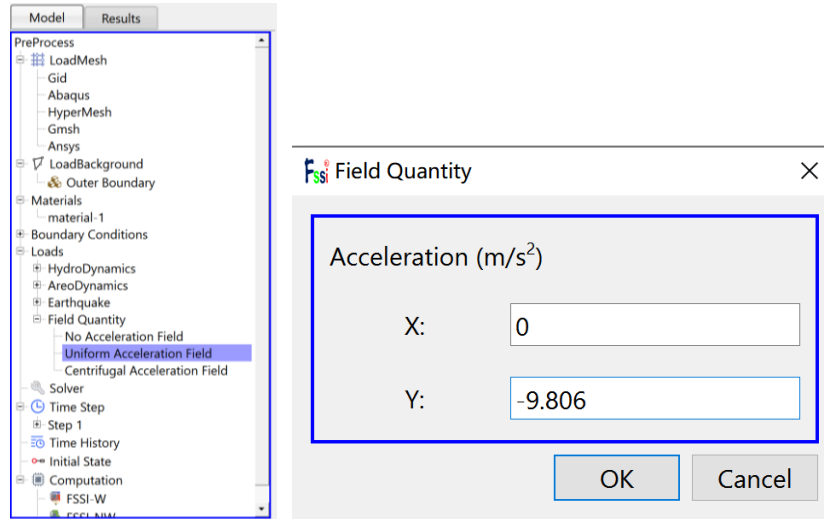 Model Results
PreProcess
LoadMesh
Gid
Abaqus
HyperMesh
Gmsh
Ansys
LoadBackground
Outer Boundary
Materials
material-1
Boundary Conditions
Loads
HydroDynamics
AreoDynamics
Earthquake
Field Quantity
No Acceleration Field
Uniform Acceleration Field
Centrifugal Acceleration Field
Solver
Time Step
Step 1
Time History
Initial State
Computation
FSSI-W
Fssi® Field Quantity
Acceleration (m/s²)
X: 0
Y: -9.806
OK Cancel